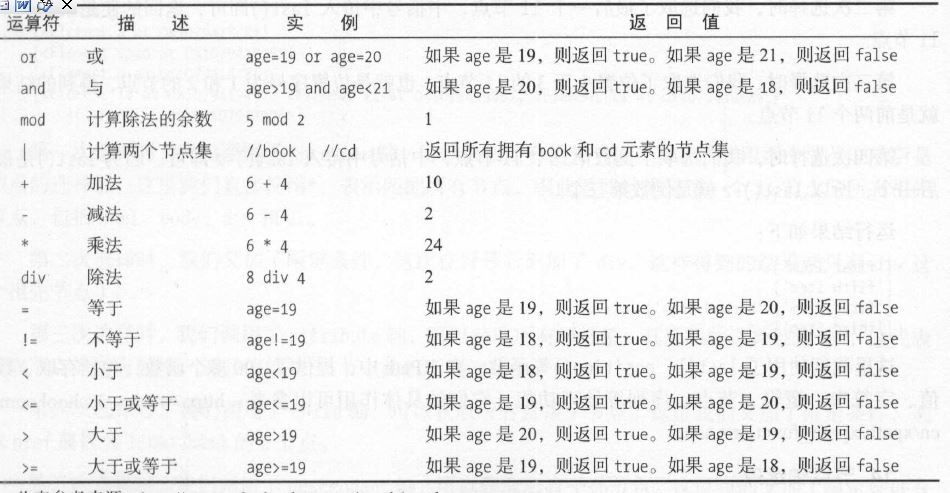 运算符 描 述 实 例 返 回 值
or 或 age=19 or age=20 如果 age 是 19，则返回 true。如果 age 是 21，则返回 false
and 与 age>19 and age<21 如果 age 是 20，则返回 true。如果 age 是 18，则返回 false
mod 计算除法的余数 5 mod 2 1
| 计算两个节点集 //book | //cd 返回所有拥有 book 和 cd 元素的节点集
+ 加法 6 + 4 10
- 减法 6 - 4 2
* 乘法 6 * 4 24
div 除法 8 div 4 2
= 等于 age=19 如果 age 是 19，则返回 true。如果 age 是 20，则返回 false
!= 不等于 age!=19 如果 age 是 18，则返回 true。如果 age 是 19，则返回 false
< 小于 age<19 如果 age 是 18，则返回 true。如果 age 是 19，则返回 false
<= 小于或等于 age<=19 如果 age 是 19，则返回 true。如果 age 是 20，则返回 false
> 大于 age>19 如果 age 是 20，则返回 true。如果 age 是 19，则返回 false
>= 大于或等于 age>=19 如果 age 是 19，则返回 true。如果 age 是 18，则返回 false